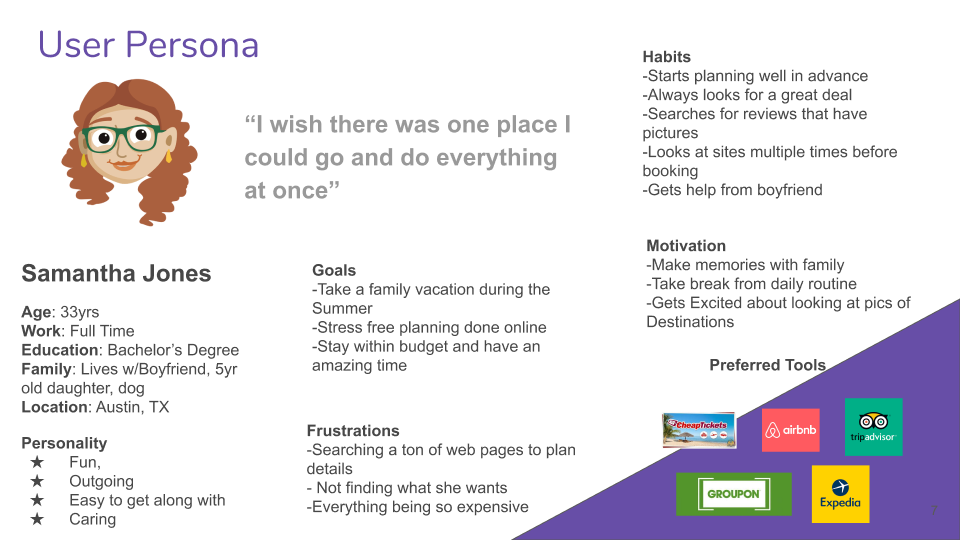 User Persona
“I wish there was one place I
could go and do everything
at once”
Samantha Jones
Age: 33yrs
Work: Full Time
Education: Bachelor’s Degree
Family: Lives w/Boyfriend, 5yr
old daughter, dog
Location: Austin, TX
Personality
★ Fun,
★ Outgoing
★ Easy to get along with
★ Caring
Goals
-Take a family vacation during the
Summer
-Stress free planning done online
-Stay within budget and have an
amazing time
Frustrations
-Searching a ton of web pages to plan
details
- Not finding what she wants
-Everything being so expensive
Habits
-Starts planning well in advance
-Always looks for a great deal
-Searches for reviews that have
pictures
-Looks at sites multiple times before
booking
-Gets help from boyfriend
Motivation
-Make memories with family
-Take break from daily routine
-Gets Excited about looking at pics of
Destinations
Preferred Tools
CheapTickets
airbnb
tripadvisor
GROUPON
Expedia